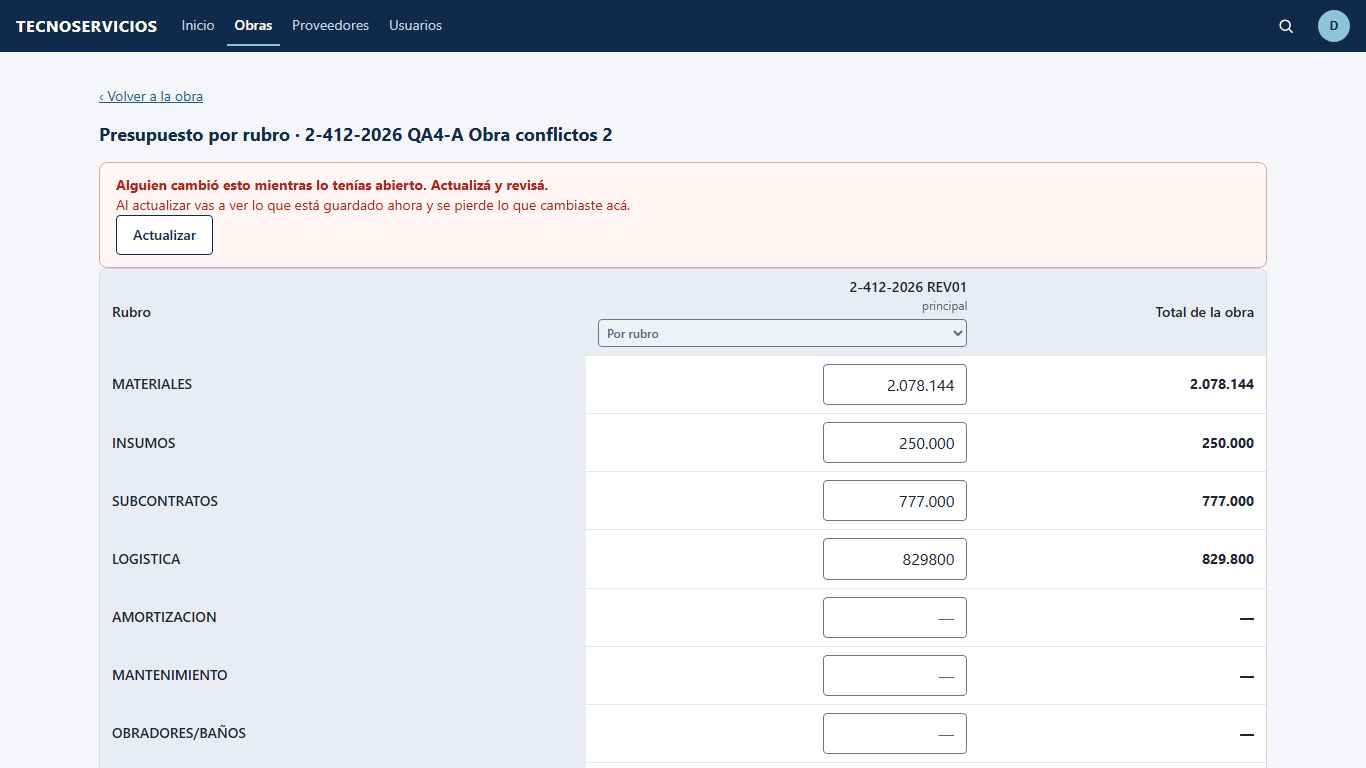 TECNOSERVICIOS Inicio Obras Proveedores Usuarios D
‹ Volver a la obra
Presupuesto por rubro · 2-412-2026 QA4-A Obra conflictos 2
Alguien cambió esto mientras lo tenías abierto. Actualizá y revisá.
Al actualizar vas a ver lo que está guardado ahora y se pierde lo que cambiaste acá.
Actualizar
Rubro 2-412-2026 REV01 Total de la obra
principal
Por rubro
MATERIALES 2.078.144 2.078.144
INSUMOS 250.000 250.000
SUBCONTRATOS 777.000 777.000
LOGISTICA 829800 829.800
AMORTIZACION — —
MANTENIMIENTO — —
OBRADORES/BAÑOS — —